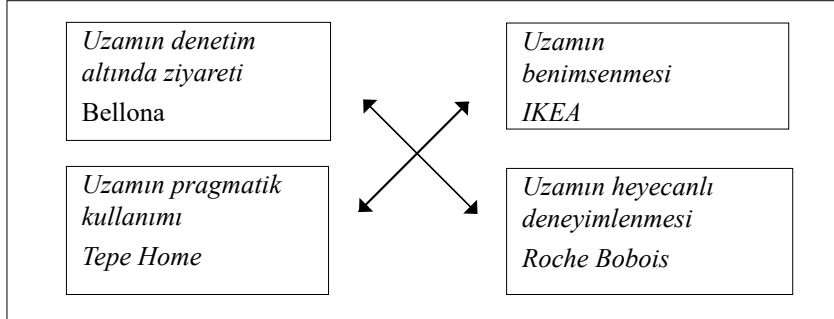 Uzamın denetim
altında ziyareti
Bellona
Uzamın
benimsenmesi
IKEA
Uzamın pragmatik
kullanımı
Tepe Home
Uzamın heyecanlı
deneyimlenmesi
Roche Bobois